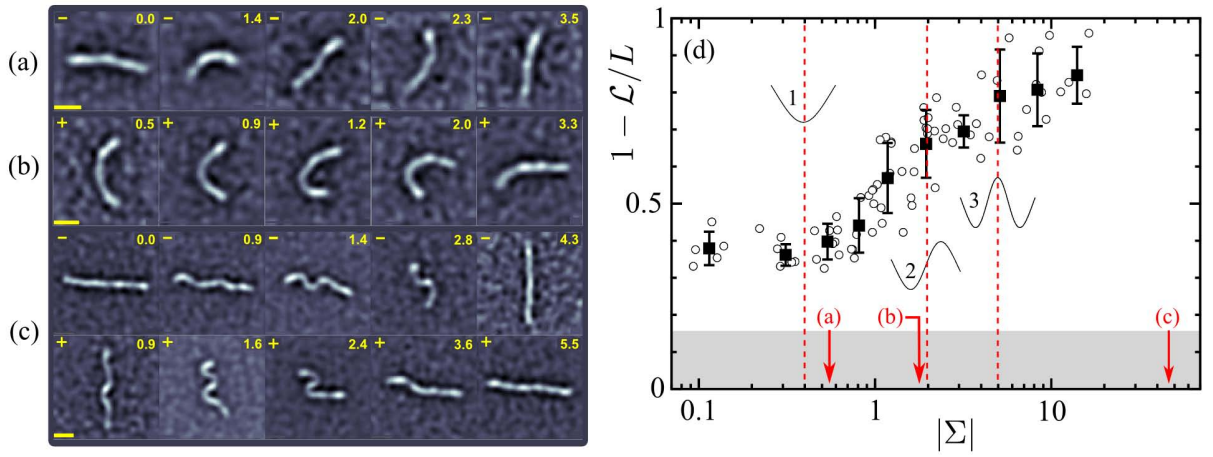 (a)
− 0.0 − 1.4 − 2.0 − 2.3 − 3.5
(b)
+ 0.5 + 0.9 + 1.2 + 2.0 + 3.3
(c)
− 0.0 − 0.9 − 1.4 − 2.8 − 4.3
+ 0.9 + 1.6 + 2.4 + 3.6 + 5.5
(d)
1 − ℒ/L
1
0.5
0
1
2
3
(a)
(b)
(c)
0.1 1 10
|Σ|